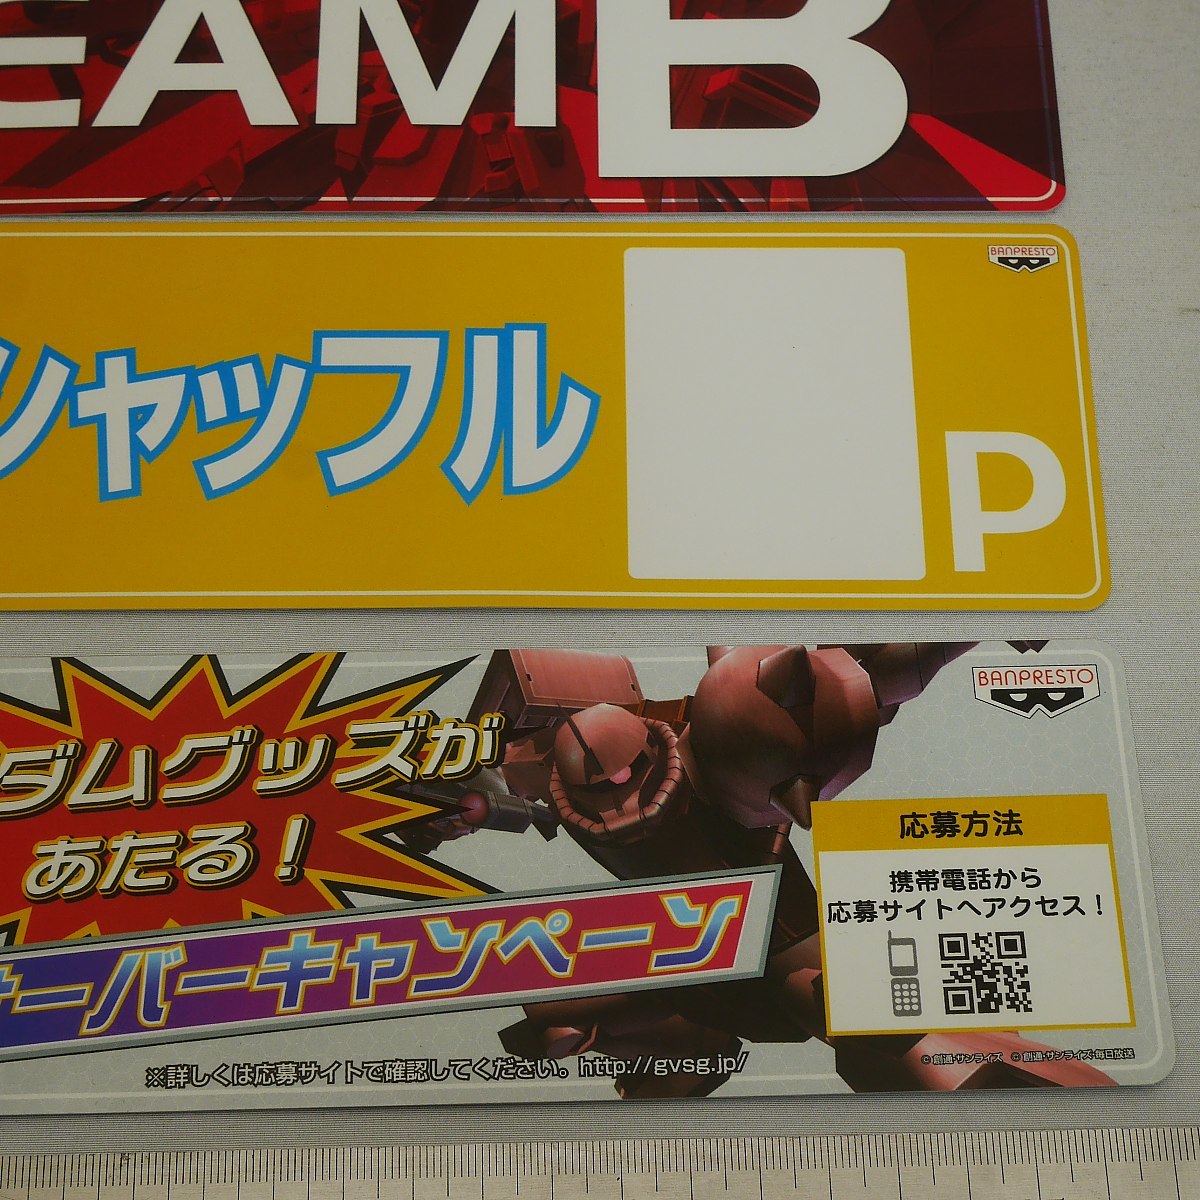 EAM B
BANPRESTO
シャッフル
P
BANPRESTO
ダムグッズが
あたる！
ーバーキャンペーン
応募方法
携帯電話から
応募サイトへアクセス！
※詳しくは応募サイトで確認してください。http://gvsg.jp/
©創通・サンライズ ©創通・サンライズ・毎日放送